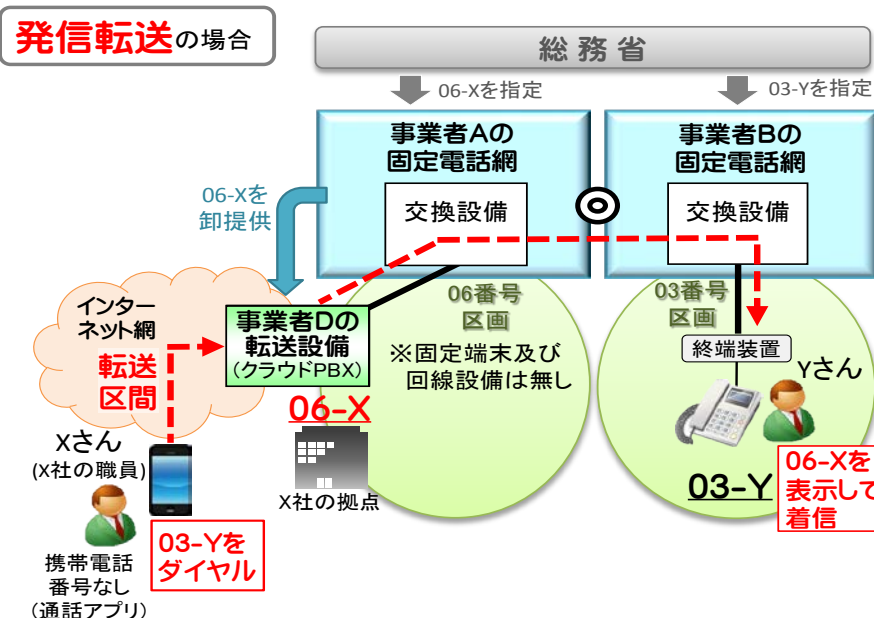 発信転送の場合
総務省
06-Xを指定
03-Yを指定
事業者Aの
固定電話網
交換設備
事業者Bの
固定電話網
交換設備
06-Xを
卸提供
インター
ネット網
転送
区間
事業者Dの
転送設備
(クラウドPBX)
06番号
区画
※固定端末及び
回線設備は無し
03番号
区画
終端装置
Yさん
06-X
X社の拠点
03-Y
06-Xを
表示して
着信
Xさん
(X社の職員)
03-Yを
ダイヤル
携帯電話
番号なし
(通話アプリ)